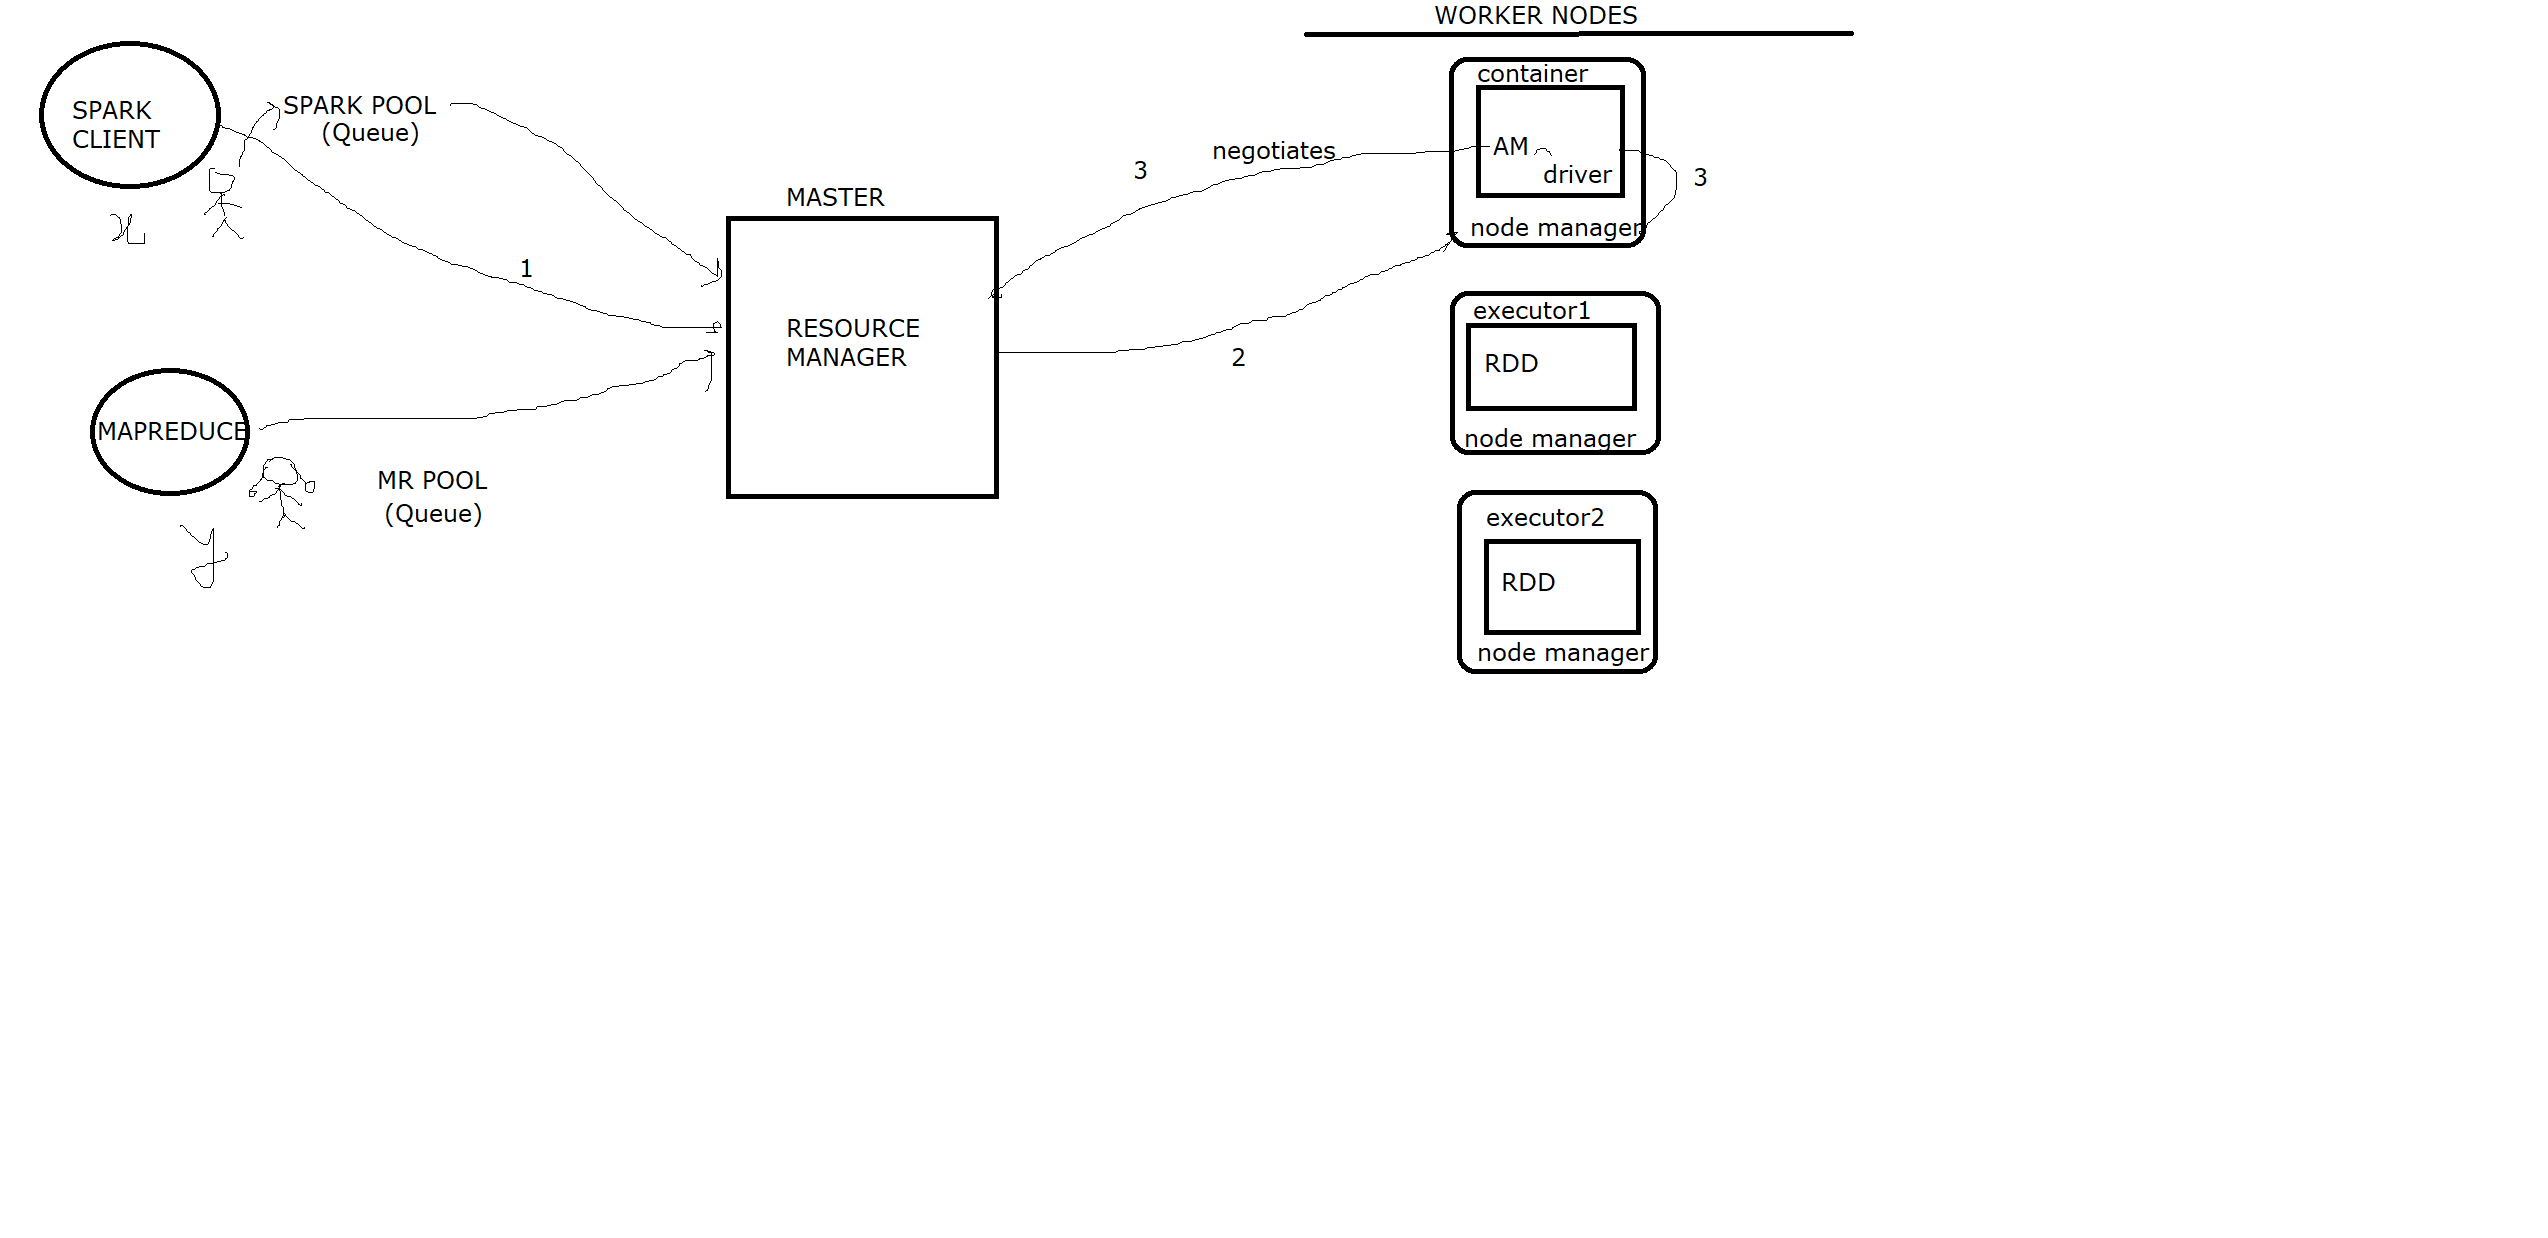 WORKER NODES
SPARK
CLIENT
SPARK POOL
(Queue)
x
1
MAPREDUCE
MR POOL
(Queue)
y
MASTER
RESOURCE
MANAGER
3
negotiates
2
container
AM
driver
node manager
3
executor1
RDD
node manager
executor2
RDD
node manager